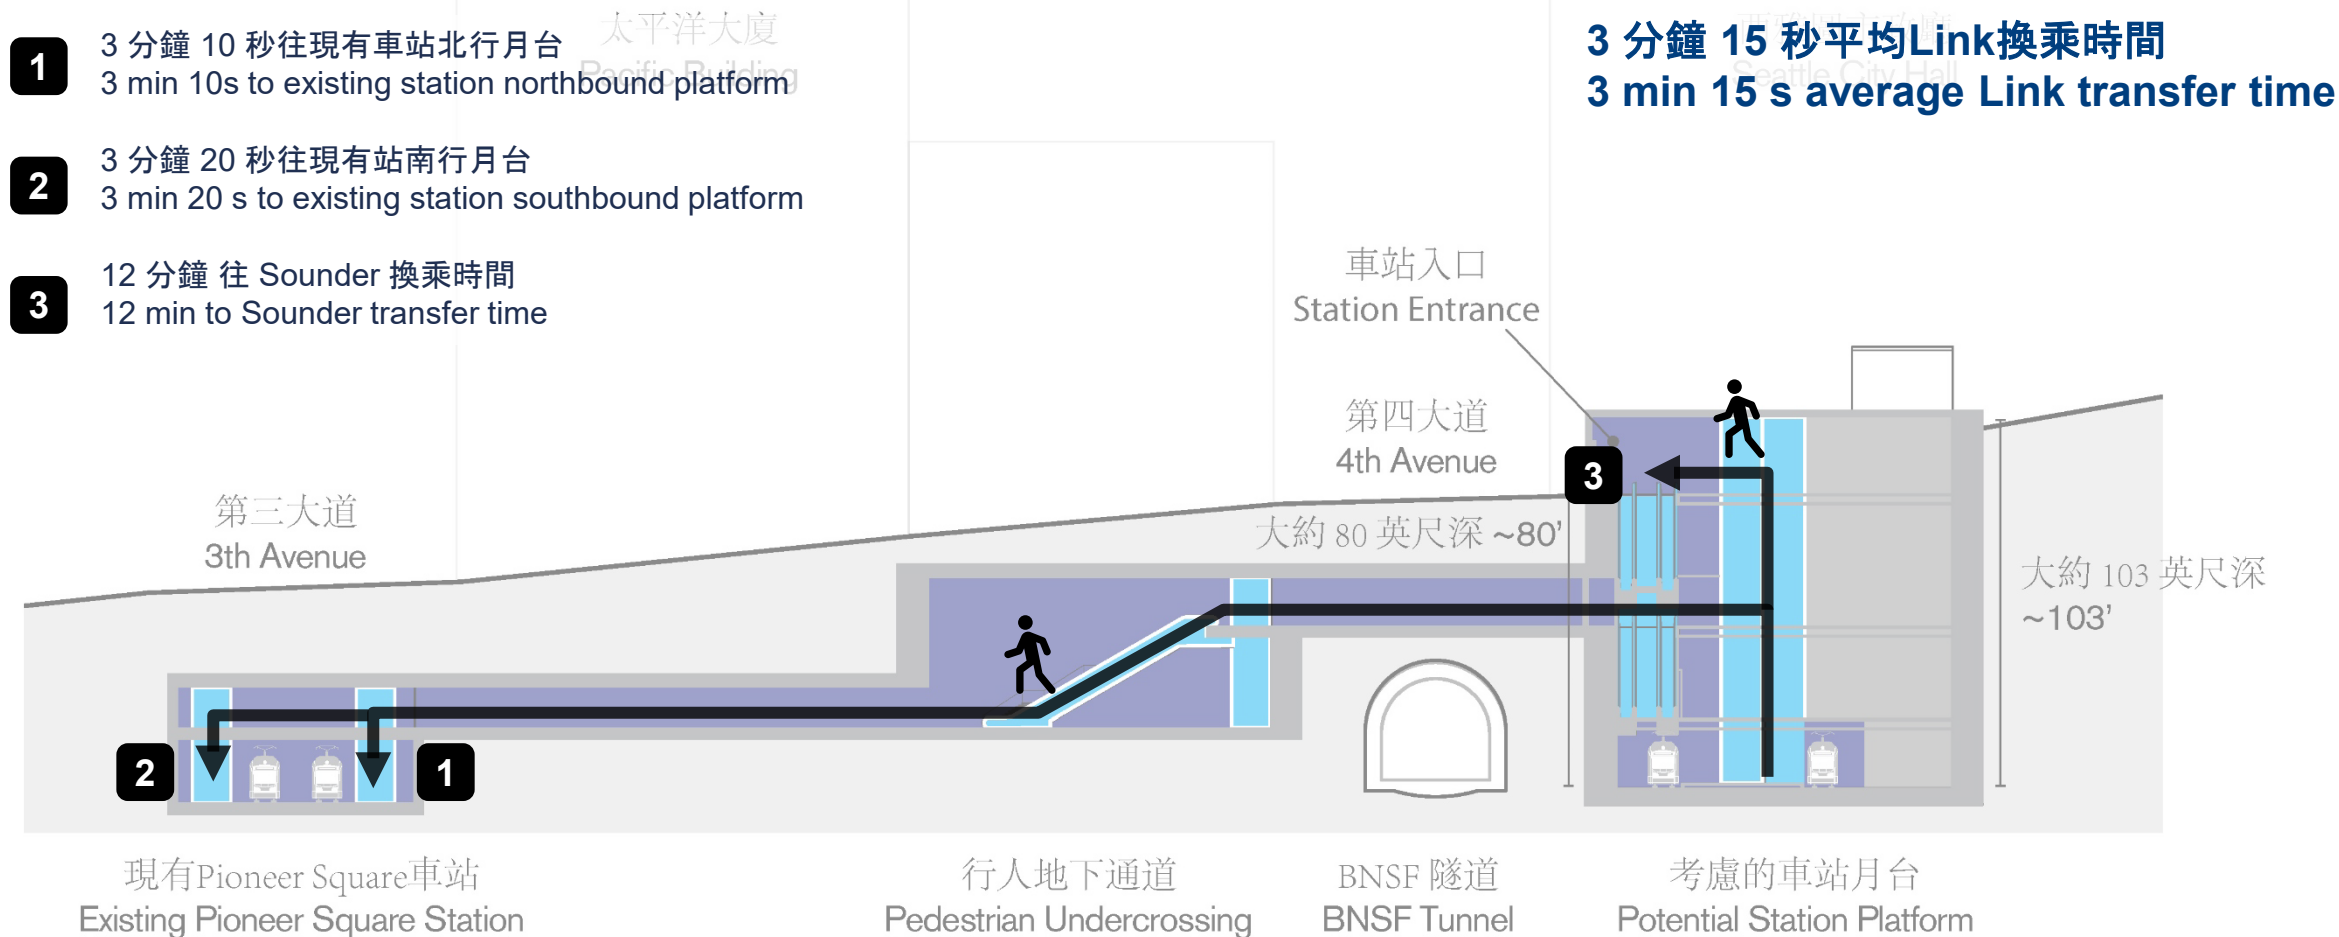 太平洋大廈
Pacific Building
1
3 分鐘 10 秒往現有車站北行月台
3 min 10s to existing station northbound platform
2
3 分鐘 20 秒往現有站南行月台
3 min 20 s to existing station southbound platform
3
12 分鐘 往 Sounder 換乘時間
12 min to Sounder transfer time
3 分鐘 15 秒平均Link換乘時間
3 min 15 s average Link transfer time
Seattle City Hall
車站入口
Station Entrance
第四大道
4th Avenue
3
第三大道
3th Avenue
大約 80 英尺深 ~80’
大約 103 英尺深
~103’
2
1
現有Pioneer Square車站
Existing Pioneer Square Station
行人地下通道
Pedestrian Undercrossing
BNSF 隧道
BNSF Tunnel
考慮的車站月台
Potential Station Platform